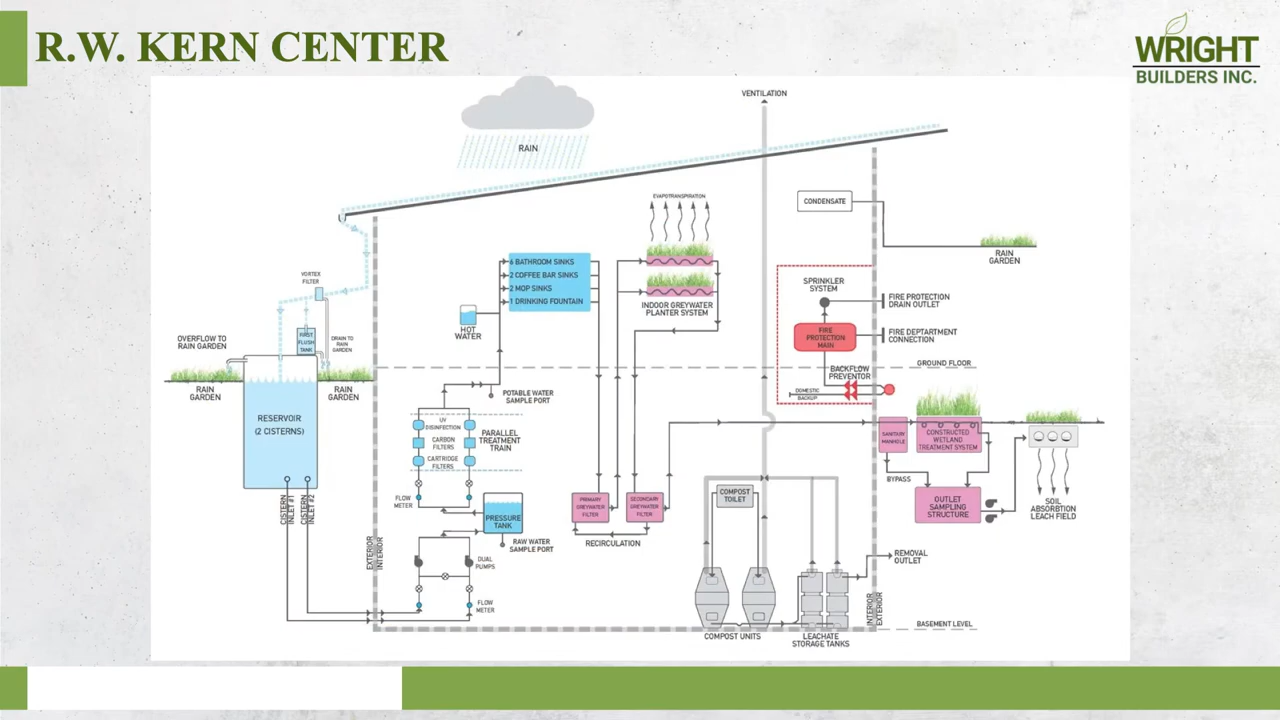 R.W. KERN CENTER
WRIGHT
BUILDERS INC.
VENTILATION
RAIN
EVAPOTRANSPIRATION
CONDENSATE
RAIN
GARDEN
VORTEX
FILTER
6 BATHROOM SINKS
2 COFFEE BAR SINKS
2 MOP SINKS
1 DRINKING FOUNTAIN
HOT
WATER
INDOOR GREYWATER
PLANTER SYSTEM
SPRINKLER
SYSTEM
FIRE PROTECTION
DRAIN OUTLET
FIRE
PROTECTION
MAIN
FIRE DEPTARTMENT
CONNECTION
OVERFLOW TO
RAIN GARDEN
FIRST
FLUSH
TANK
DRAIN TO
RAIN
GARDEN
GROUND FLOOR
BACKFLOW
PREVENTOR
DOMESTIC
BACKUP
RAIN
GARDEN
RAIN
GARDEN
POTABLE WATER
SAMPLE PORT
RESERVOIR
(2 CISTERNS)
UV
DISINFECTION
CARBON
FILTERS
CARTRIDGE
FILTERS
PARALLEL
TREATMENT
TRAIN
SANITARY
MANHOLE
CONSTRUCTED
WETLAND
TREATMENT SYSTEM
BYPASS
CISTERN
INLET #1
CISTERN
INLET #2
FLOW
METER
PRESSURE
TANK
PRIMARY
GREYWATER
FILTER
SECONDARY
GREYWATER
FILTER
COMPOST
TOILET
OUTLET
SAMPLING
STRUCTURE
SOIL
ABSORBTION
LEACH FIELD
RECIRCULATION
RAW WATER
SAMPLE PORT
EXTERIOR
INTERIOR
DUAL
PUMPS
REMOVAL
OUTLET
FLOW
METER
INTERIOR
EXTERIOR
BASEMENT LEVEL
COMPOST UNITS
LEACHATE
STORAGE TANKS